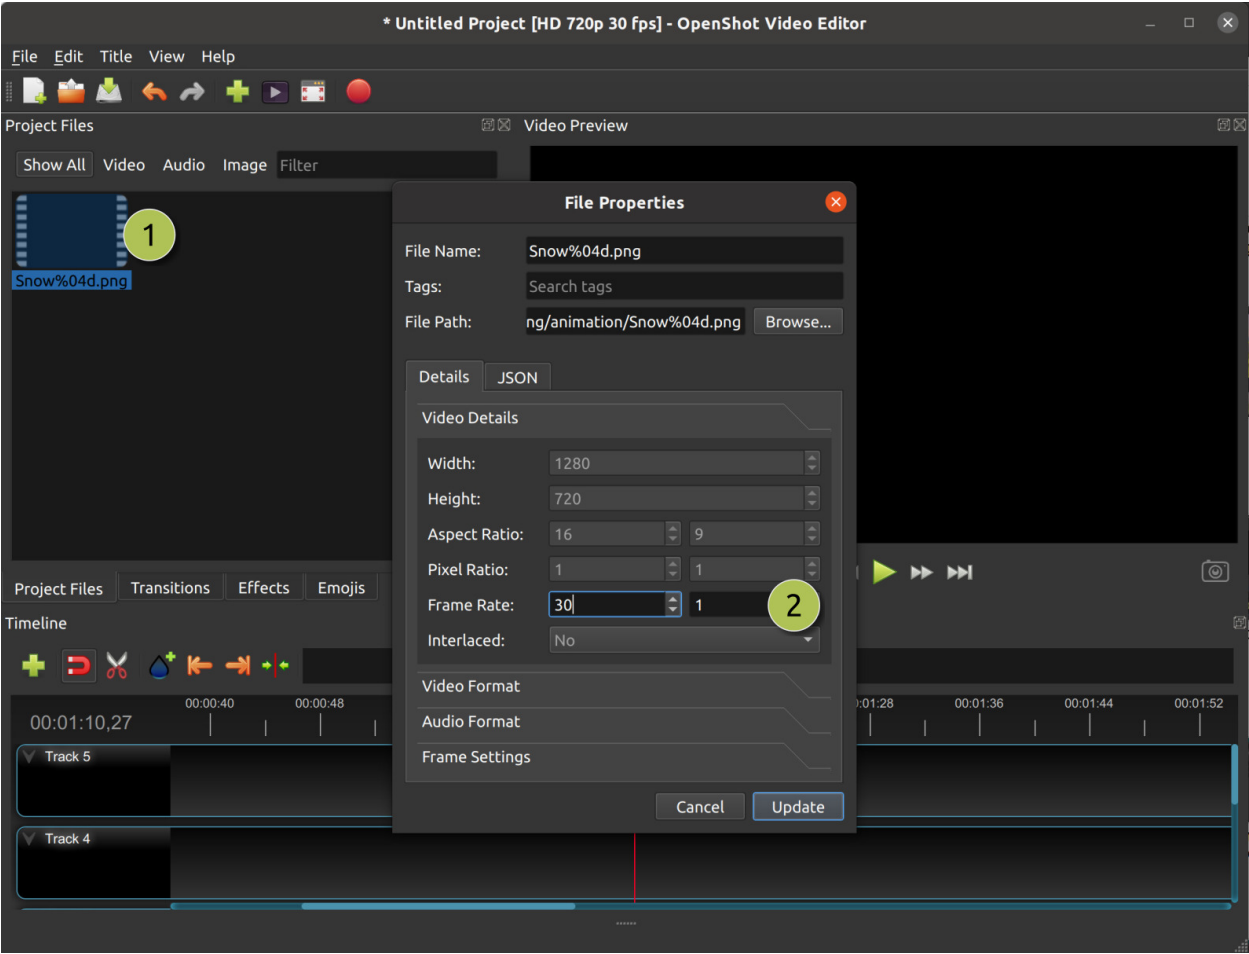 * Untitled Project [HD 720p 30 fps] - OpenShot Video Editor
File Edit Title View Help
Project Files
Video Preview
Show All Video Audio Image Filter
1
Snow%04d.png
File Properties
File Name: Snow%04d.png
Tags: Search tags
File Path: ng/animation/Snow%04d.png Browse...
Details JSON
Video Details
Width: 1280
Height: 720
Aspect Ratio: 16 9
Pixel Ratio: 1 1
Frame Rate: 30 1
2
Interlaced: No
Video Format
Audio Format
Frame Settings
Cancel Update
Project Files Transitions Effects Emojis
Timeline
00:01:10,27
00:00:40 00:00:48 :01:28 00:01:36 00:01:44 00:01:52
Track 5
Track 4